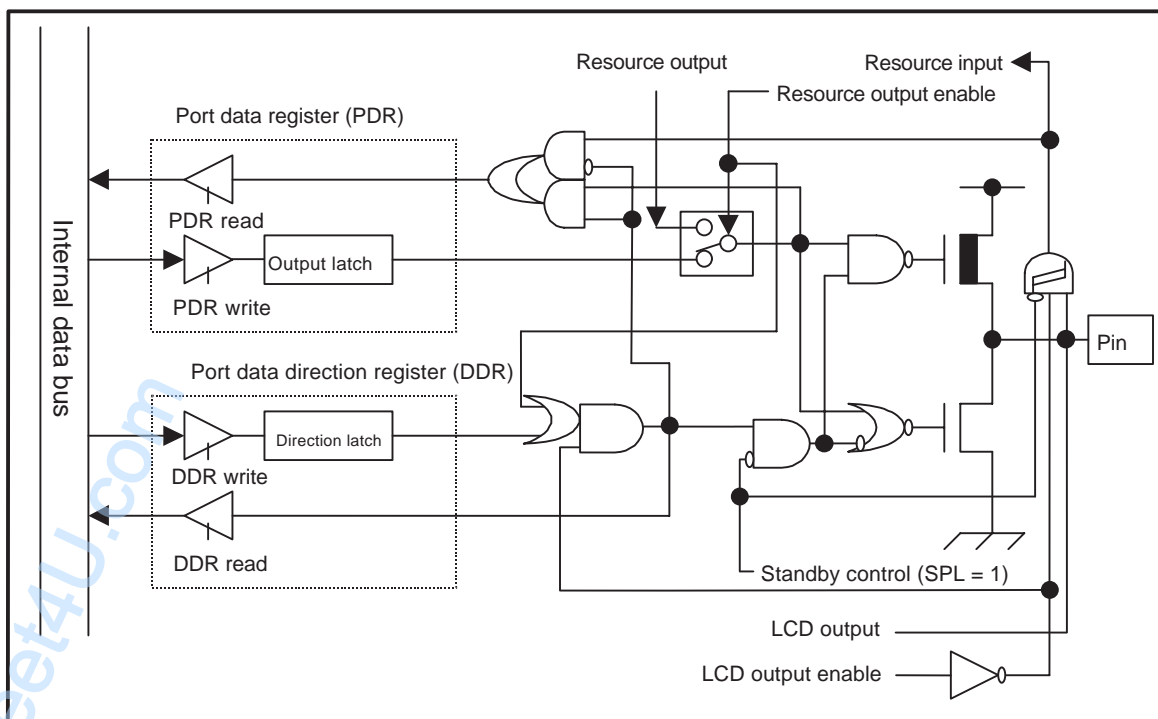 Resource output
Resource input
Resource output enable
Port data register (PDR)
PDR read
Output latch
PDR write
Internal data bus
Pin
Port data direction register (DDR)
Direction latch
DDR write
DDR read
Standby control (SPL = 1)
LCD output
LCD output enable
eet4U.com